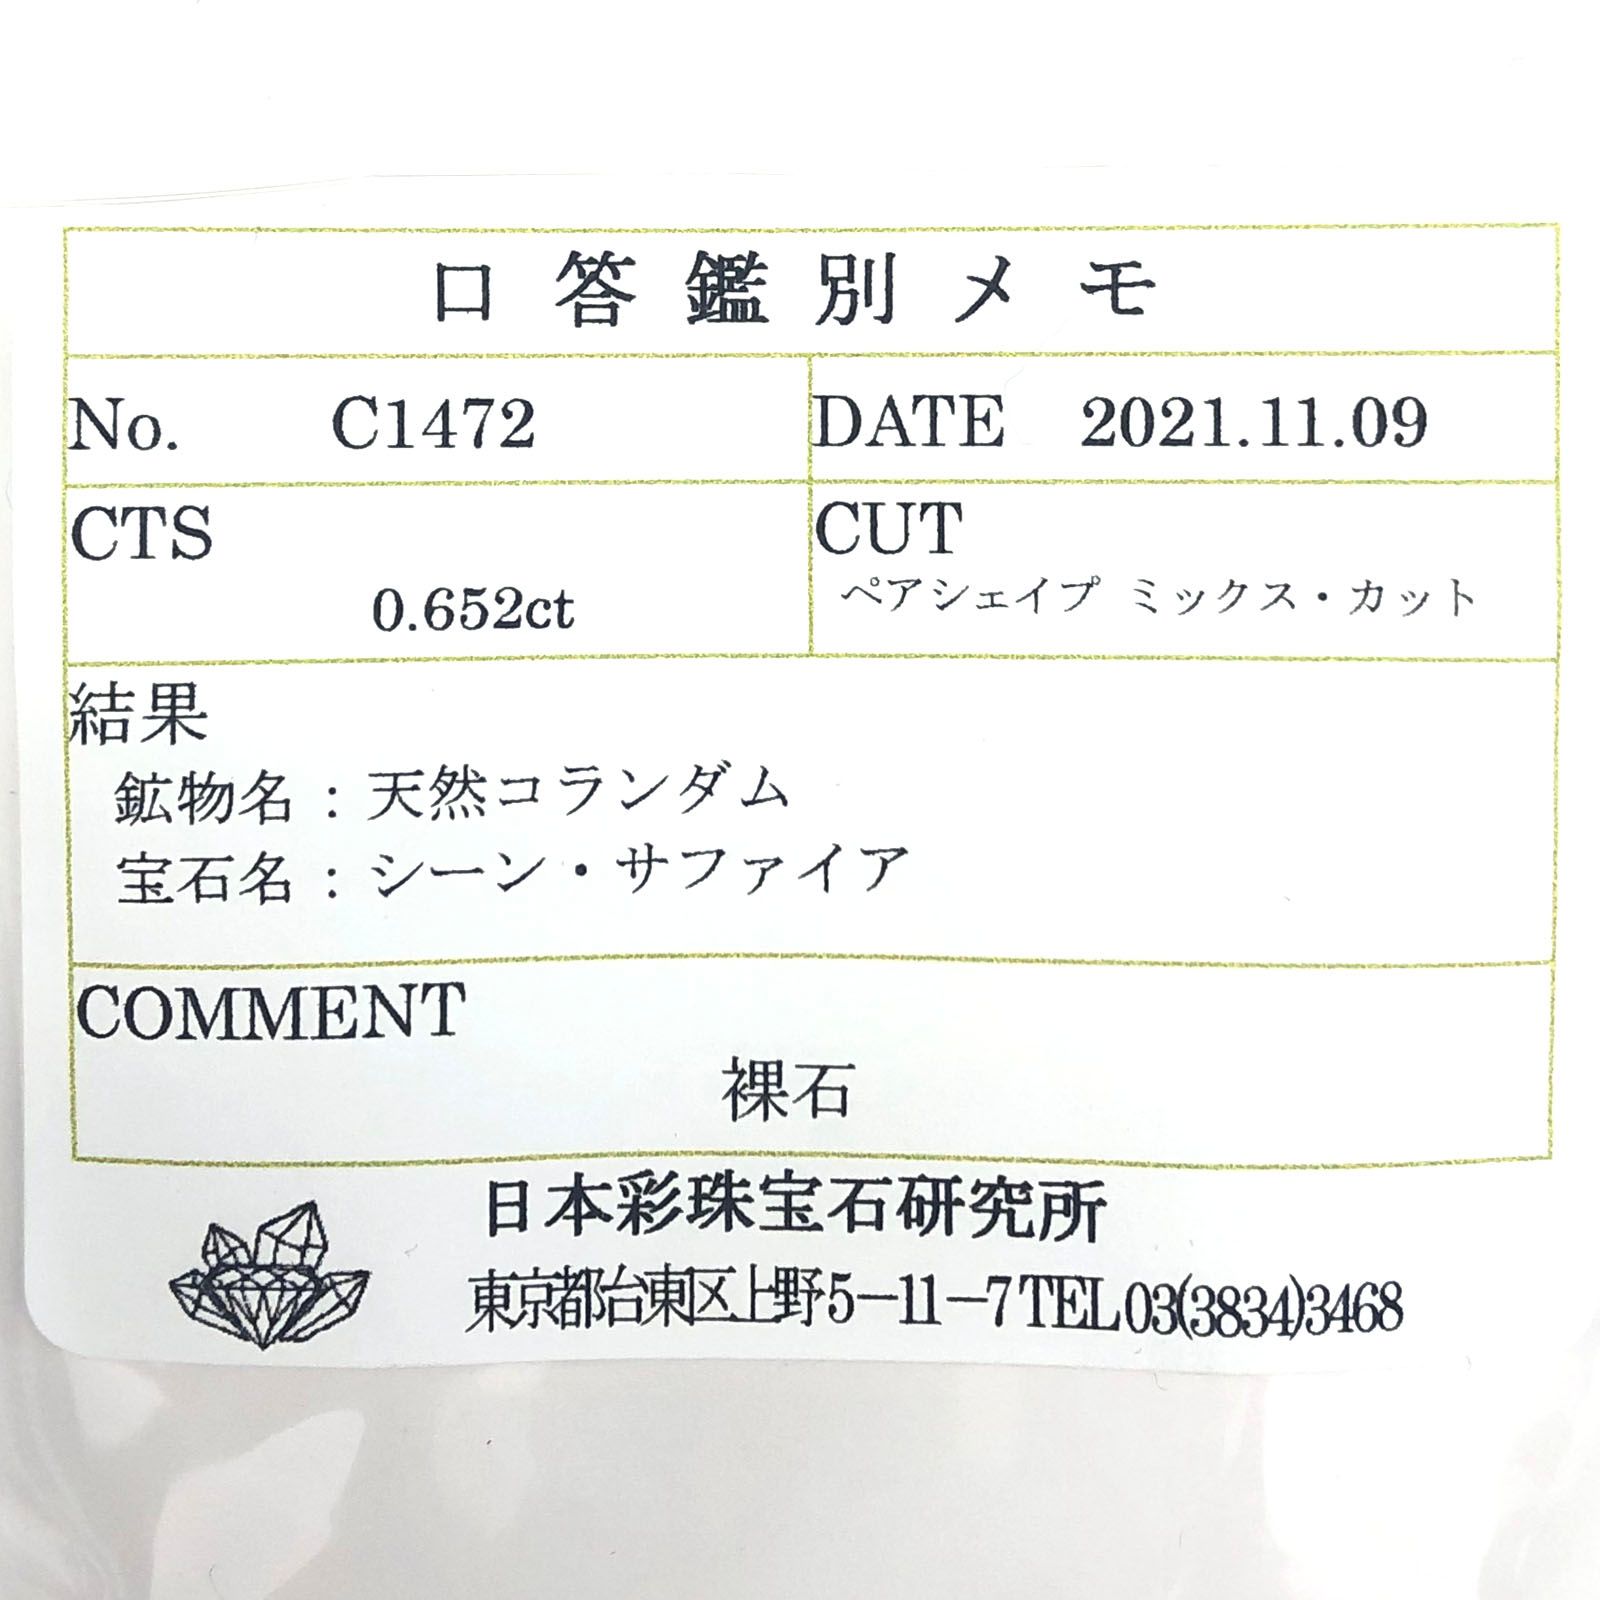 口答鑑別メモ
No. C1472 DATE 2021.11.09
CTS CUT
0.652ct ペアシェイプ ミックス・カット
結果
鉱物名：天然コランダム
宝石名：シーン・サファイア
COMMENT
裸石
日本彩珠宝石研究所
東京都台東区上野5－11－7 TEL 03(3834)3468